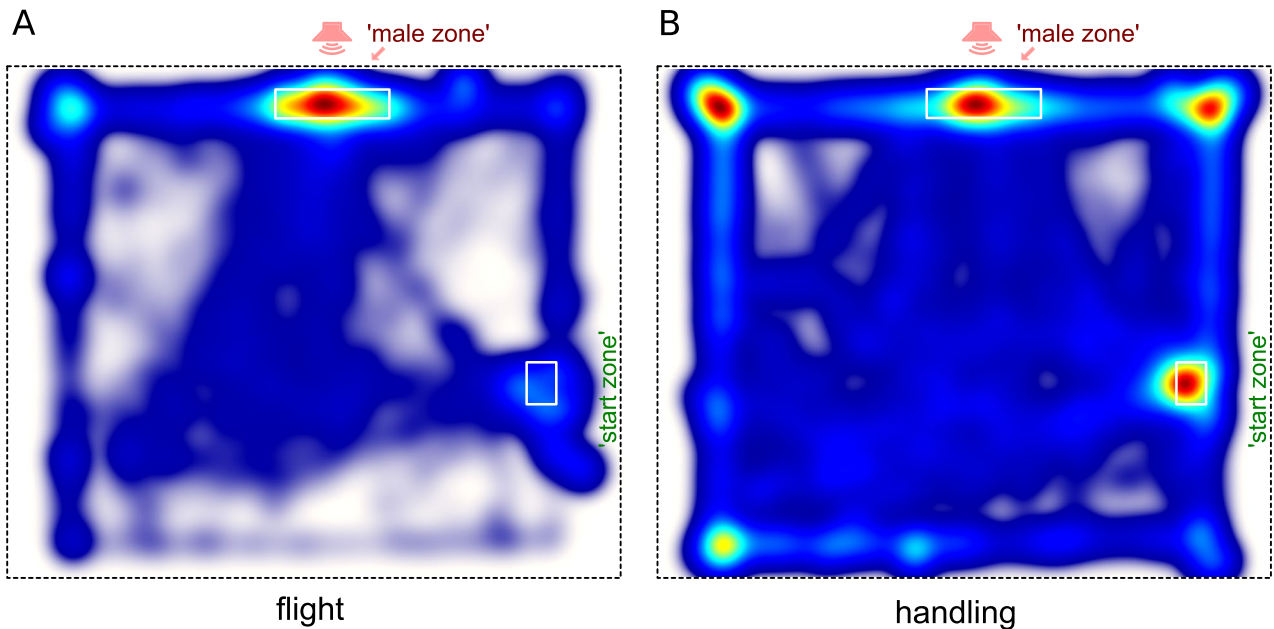 A
'male zone'
'start zone'
flight
B
'male zone'
'start zone'
handling